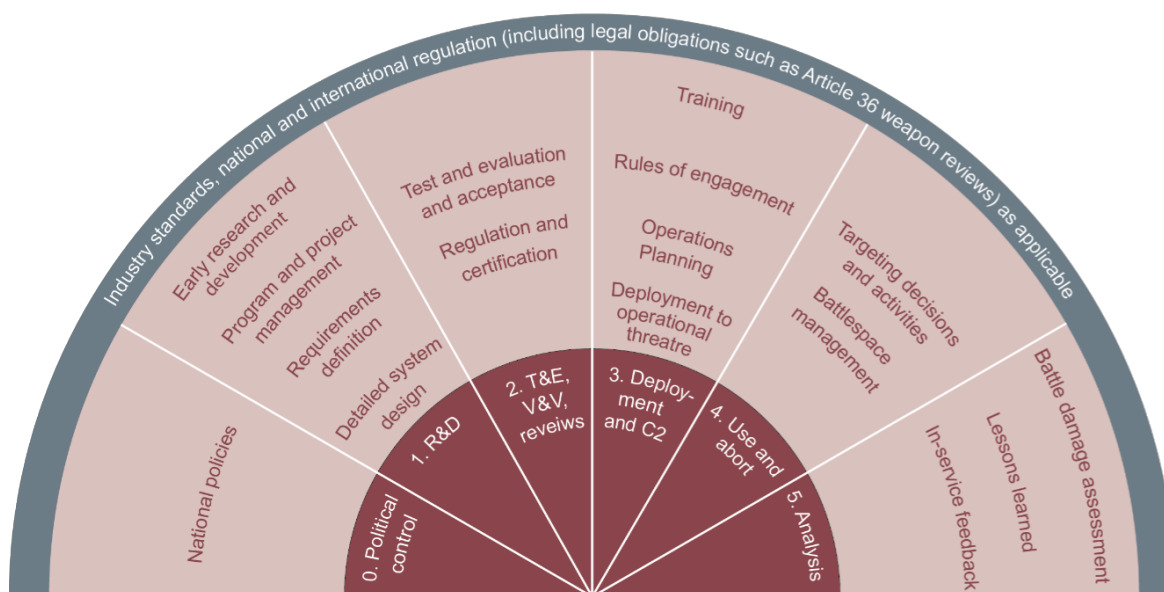 Industry standards, national and international regulation (including legal obligations such as Article 36 weapon reviews) as applicable
National policies
Early research and
development
Program and project
management
Requirements
definition
Detailed system
design
Test and evaluation
and acceptance
Regulation and
certification
Training
Rules of engagement
Operations
Planning
Deployment to
operational
threatre
Targeting decisions
and activities
Battlespace
management
Battle damage assessment
Lessons learned
In-service feedback
0. Political
control
1. R&D
2. T&E,
V&V,
reveiws
3. Deploy-
ment
and C2
4. Use and
abort
5. Analysis